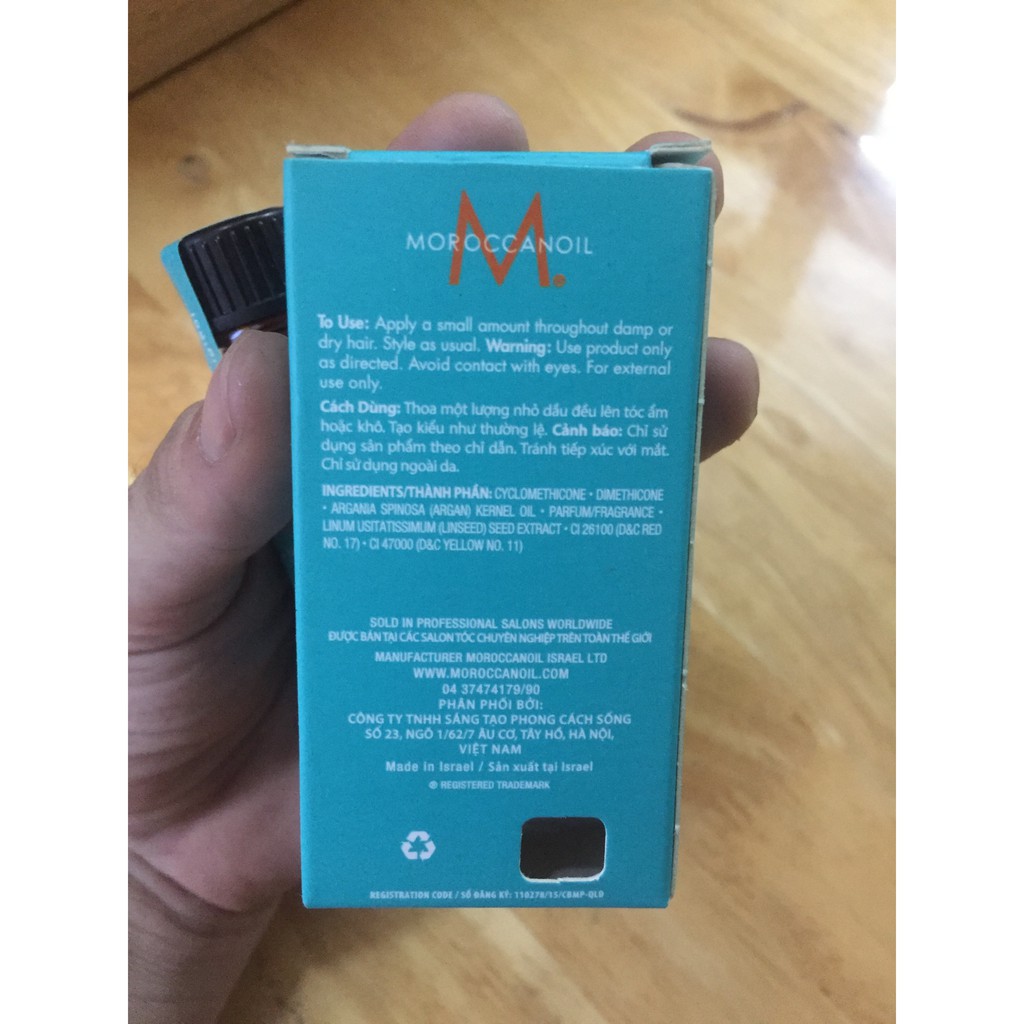 M
MOROCCANOIL
To Use: Apply a small amount throughout damp or
dry hair. Style as usual. Warning: Use product only
as directed. Avoid contact with eyes. For external
use only.
Cách Dùng: Thoa một lượng nhỏ dầu đều lên tóc ẩm
hoặc khô. Tạo kiểu như thường lệ. Cảnh báo: Chỉ sử
dụng sản phẩm theo chỉ dẫn. Tránh tiếp xúc với mắt.
Chỉ sử dụng ngoài da.
INGREDIENTS/THÀNH PHẦN: CYCLOMETHICONE • DIMETHICONE
• ARGANIA SPINOSA (ARGAN) KERNEL OIL • PARFUM/FRAGRANCE •
LINUM USITATISSIMUM (LINSEED) SEED EXTRACT • CI 26100 (D&C RED
NO. 17) • CI 47000 (D&C YELLOW NO. 11)
SOLD IN PROFESSIONAL SALONS WORLDWIDE
ĐƯỢC BÁN TẠI CÁC SALON TÓC CHUYÊN NGHIỆP TRÊN TOÀN THẾ GIỚI
MANUFACTURER MOROCCANOIL ISRAEL LTD
WWW.MOROCCANOIL.COM
04 37474179/90
PHÂN PHỐI BỞI:
CÔNG TY TNHH SÁNG TẠO PHONG CÁCH SỐNG
SỐ 23, NGÕ 1/62/7 ÂU CƠ, TÂY HỒ, HÀ NỘI,
VIỆT NAM
Made in Israel / Sản xuất tại Israel
® REGISTERED TRADEMARK
REGISTRATION CODE / SỐ ĐĂNG KÝ: 110278/15/CBMP-QLD